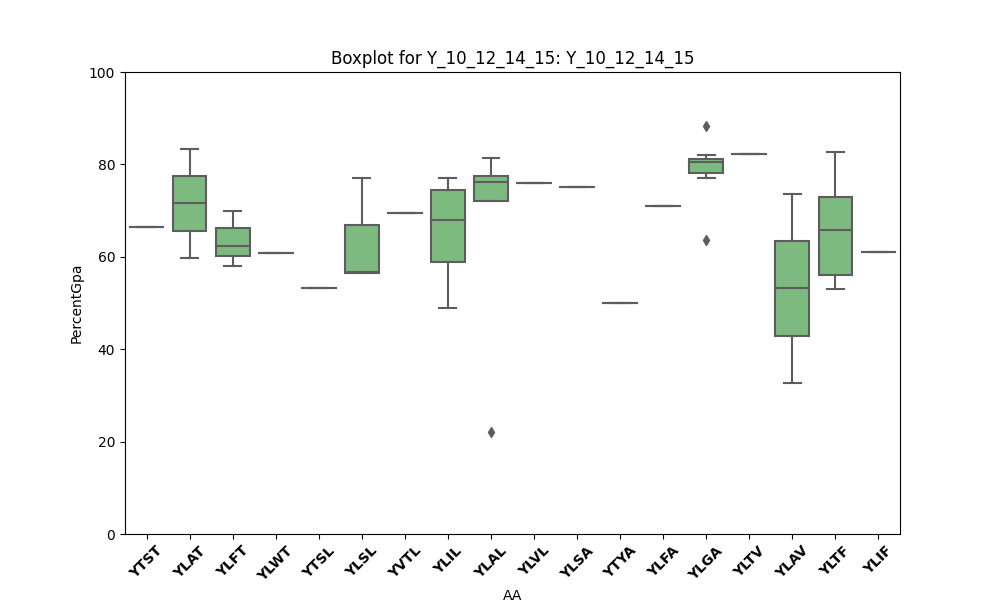 Boxplot for Y_10_12_14_15: Y_10_12_14_15
PercentGpa
100
80
60
40
20
0
YTST YLAT YLFT YLWT YTSL YLSL YVTL YLIL YLAL YLVL YLSA YTYA YLFA YLGA YLTV YLAV YLTF YLIF
AA